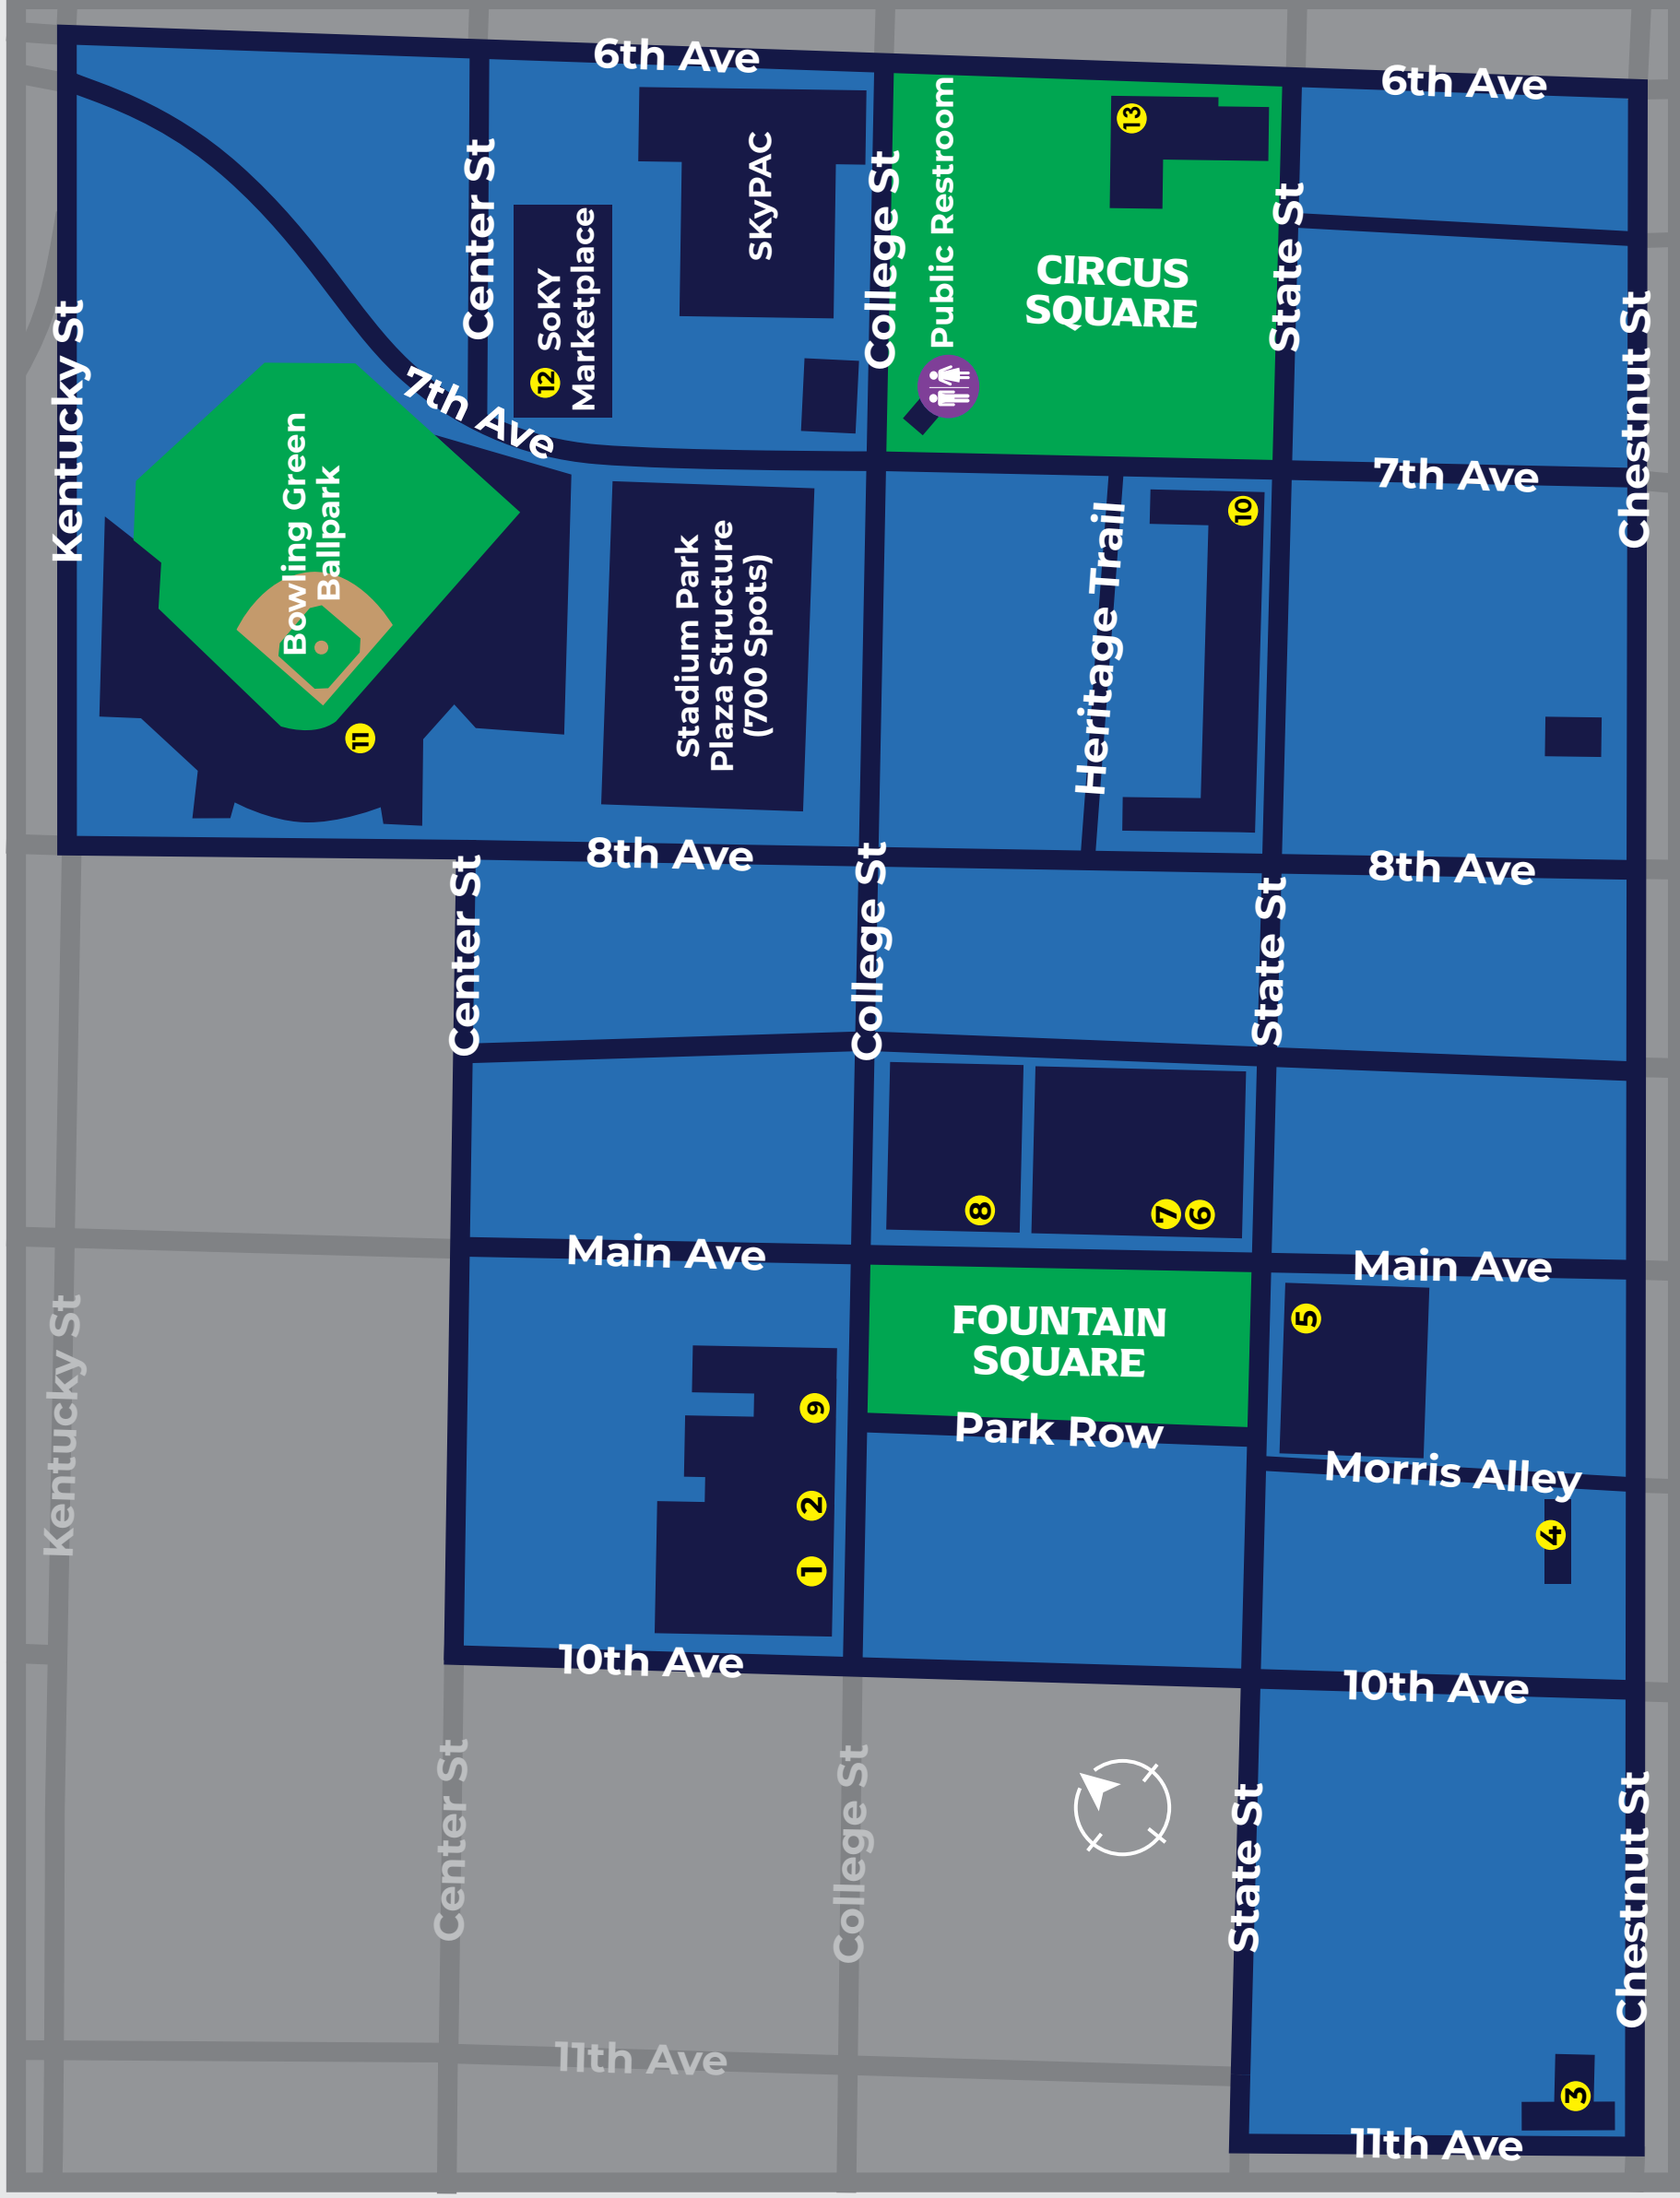 6th Ave
6th Ave
Center St
SKyPAC
College St
Public Restroom
13
CIRCUS
SQUARE
State St
Kentucky St
12 SoKY
Marketplace
7th Ave
Chestnut St
7th Ave
Bowling Green
Ballpark
11
Stadium Park
Plaza Structure
(700 Spots)
Heritage Trail
10
8th Ave
8th Ave
Center St
College St
State St
8
7
6
Main Ave
Main Ave
Kentucky St
FOUNTAIN
SQUARE
5
9
Park Row
Morris Alley
2
1
4
10th Ave
10th Ave
Center St
College St
State St
Chestnut St
11th Ave
3
11th Ave